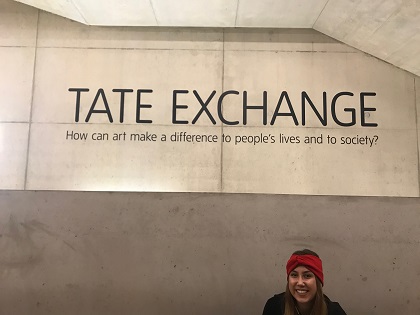 TATE EXCHANGE
How can art make a difference to people's lives and to society?